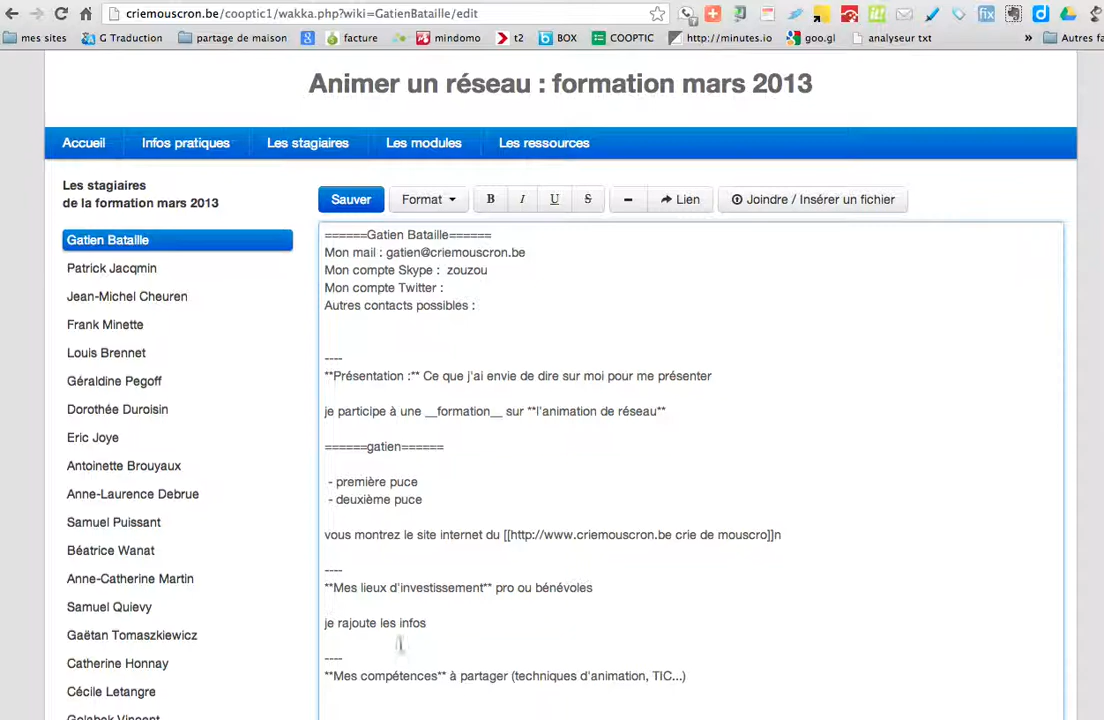 criemouscron.be/cooptic1/wakka.php?wiki=GatienBataille/edit
mes sites
G Traduction
partage de maison
facture
mindomo
t2
BOX
COOPTIC
http://minutes.io
goo.gl
analyseur txt
»
Autres fa
Animer un réseau : formation mars 2013
Accueil
Infos pratiques
Les stagiaires
Les modules
Les ressources
Les stagiaires
de la formation mars 2013
Gatien Bataille
Patrick Jacqmin
Jean-Michel Cheuren
Frank Minette
Louis Brennet
Géraldine Pegoff
Dorothée Duroisin
Eric Joye
Antoinette Brouyaux
Anne-Laurence Debrue
Samuel Puissant
Béatrice Wanat
Anne-Catherine Martin
Samuel Quievy
Gaëtan Tomaszkiewicz
Catherine Honnay
Cécile Letangre
Golabek Vincent
Sauver
Format
B
I
U
S
Lien
Joindre / Insérer un fichier
======Gatien Bataille======
Mon mail : gatien@criemouscron.be
Mon compte Skype :  zouzou
Mon compte Twitter :
Autres contacts possibles :
----
**Présentation :** Ce que j'ai envie de dire sur moi pour me présenter
je participe à une __formation__ sur **l'animation de réseau**
======gatien======
- première puce
- deuxième puce
vous montrez le site internet du [[http://www.criemouscron.be crie de mouscro]]n
----
**Mes lieux d'investissement** pro ou bénévoles
je rajoute les infos
----
**Mes compétences** à partager (techniques d'animation, TIC...)